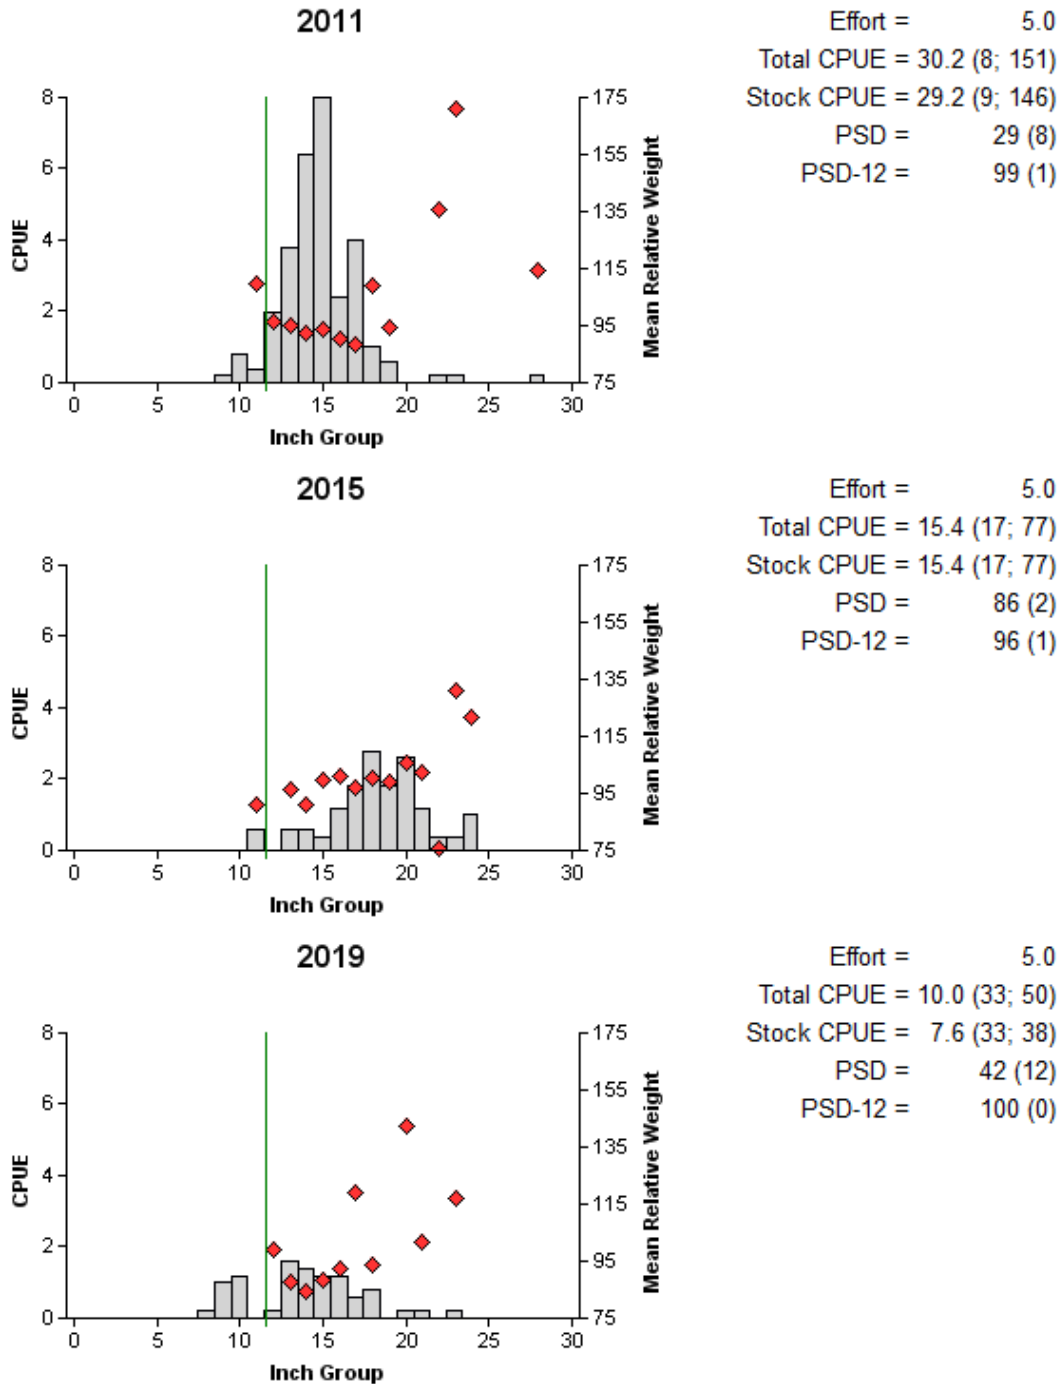 2011
Effort = 5.0
Total CPUE = 30.2 (8; 151)
Stock CPUE = 29.2 (9; 146)
PSD = 29 (8)
PSD-12 = 99 (1)
8
6
4
2
0
CPUE
175
155
135
115
95
75
Mean Relative Weight
0 5 10 15 20 25 30
Inch Group
2015
Effort = 5.0
Total CPUE = 15.4 (17; 77)
Stock CPUE = 15.4 (17; 77)
PSD = 86 (2)
PSD-12 = 96 (1)
8
6
4
2
0
CPUE
175
155
135
115
95
75
Mean Relative Weight
0 5 10 15 20 25 30
Inch Group
2019
Effort = 5.0
Total CPUE = 10.0 (33; 50)
Stock CPUE = 7.6 (33; 38)
PSD = 42 (12)
PSD-12 = 100 (0)
8
6
4
2
0
CPUE
175
155
135
115
95
75
Mean Relative Weight
0 5 10 15 20 25 30
Inch Group